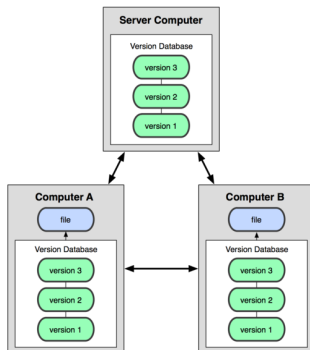 Server Computer
Version Database
version 3
version 2
version 1
Computer A
file
Version Database
version 3
version 2
version 1
Computer B
file
Version Database
version 3
version 2
version 1